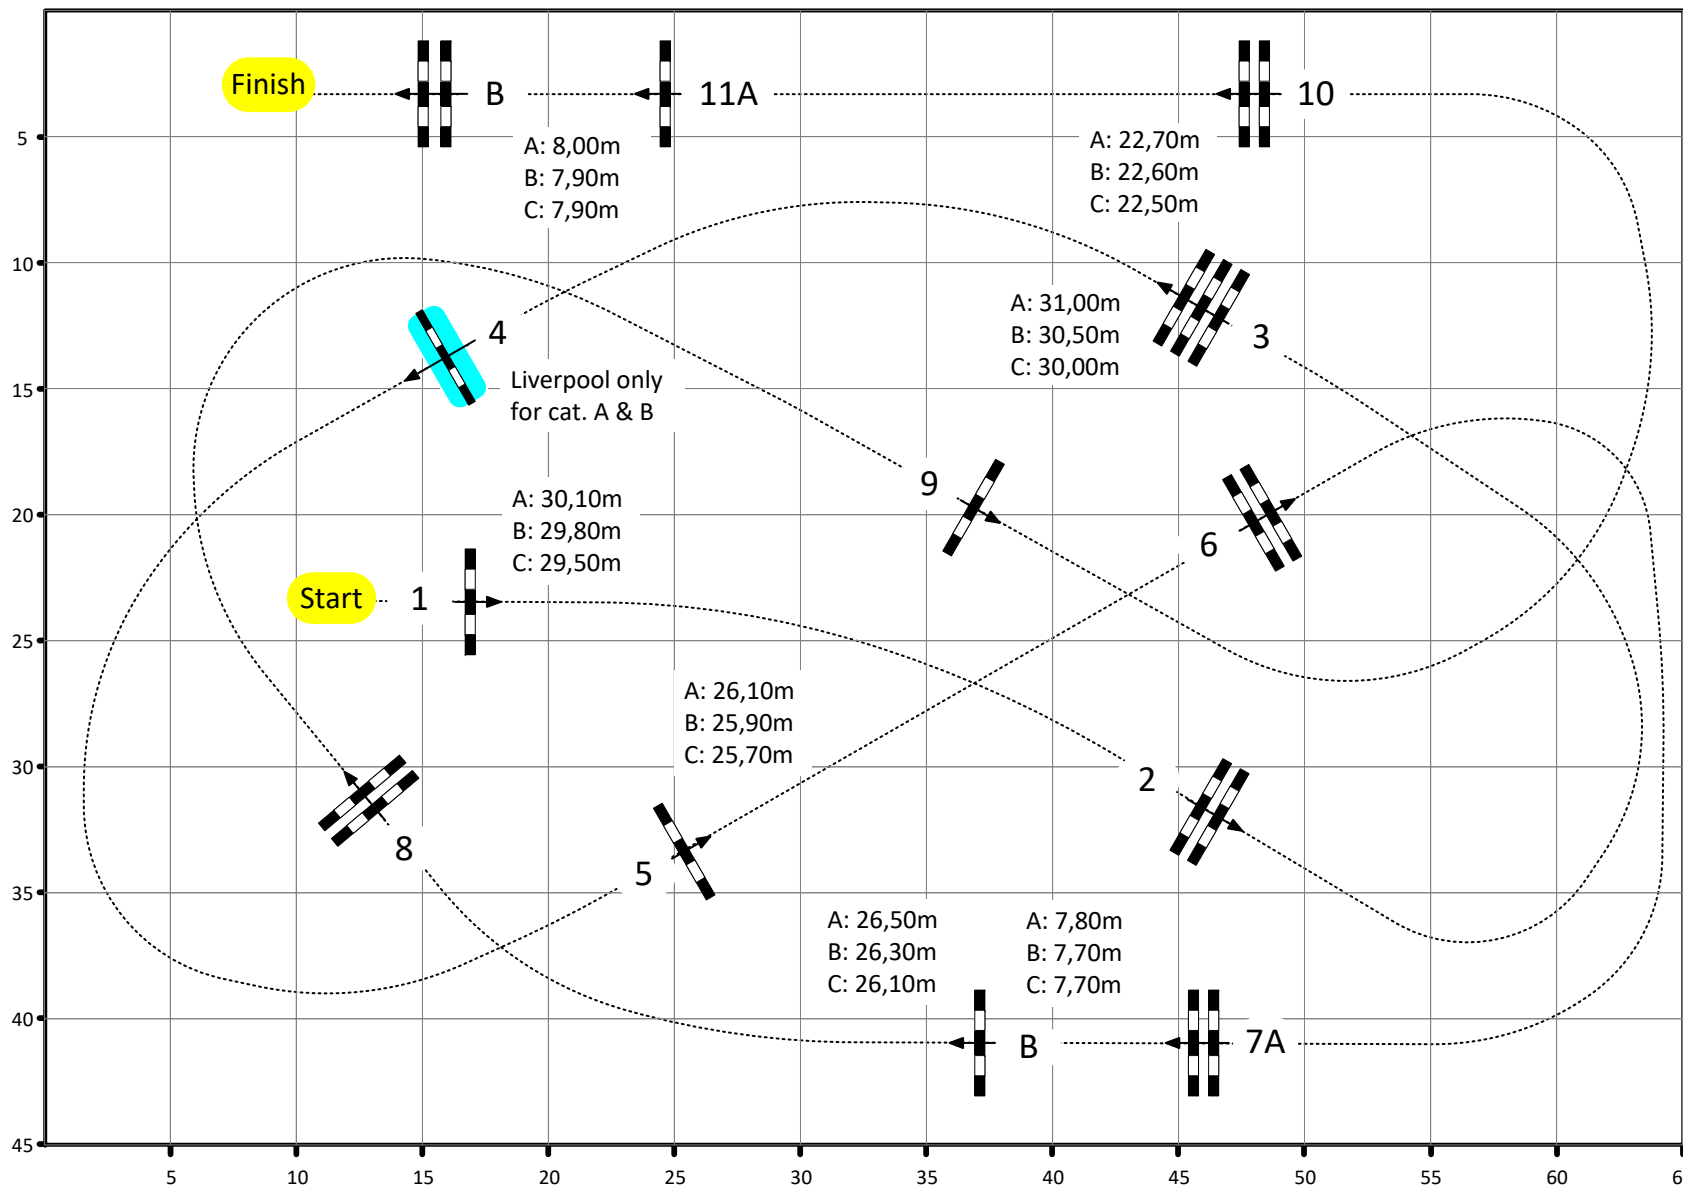 Finish
B
11A
10
A: 8,00m
B: 7,90m
C: 7,90m
A: 22,70m
B: 22,60m
C: 22,50m
A: 31,00m
B: 30,50m
C: 30,00m
3
4
Liverpool only
for cat. A & B
9
6
A: 30,10m
B: 29,80m
C: 29,50m
Start
1
A: 26,10m
B: 25,90m
C: 25,70m
2
8
5
A: 26,50m
B: 26,30m
C: 26,10m
A: 7,80m
B: 7,70m
C: 7,70m
B
7A
5
10
15
20
25
30
35
40
45
5
10
15
20
25
30
35
40
45
50
55
60
6